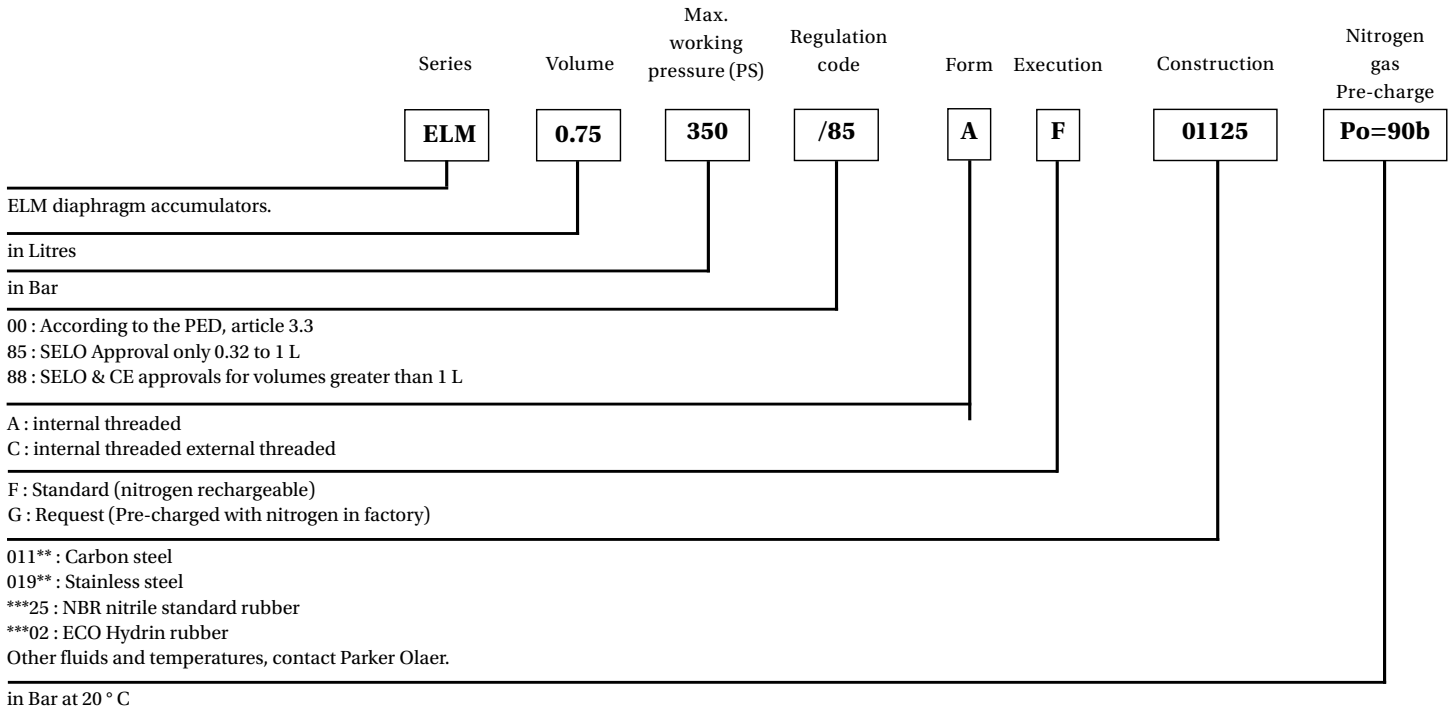 Series
Volume
Max.
working
pressure (PS)
Regulation
code
Form
Execution
Construction
Nitrogen
gas
Pre-charge
ELM
0.75
350
/85
A
F
01125
Po=90b
ELM diaphragm accumulators.
in Litres
in Bar
00 : According to the PED, article 3.3
85 : SELO Approval only 0.32 to 1 L
88 : SELO & CE approvals for volumes greater than 1 L
A : internal threaded
C : internal threaded external threaded
F : Standard (nitrogen rechargeable)
G : Request (Pre-charged with nitrogen in factory)
011** : Carbon steel
019** : Stainless steel
***25 : NBR nitrile standard rubber
***02 : ECO Hydrin rubber
Other fluids and temperatures, contact Parker Olaer.
in Bar at 20 ° C